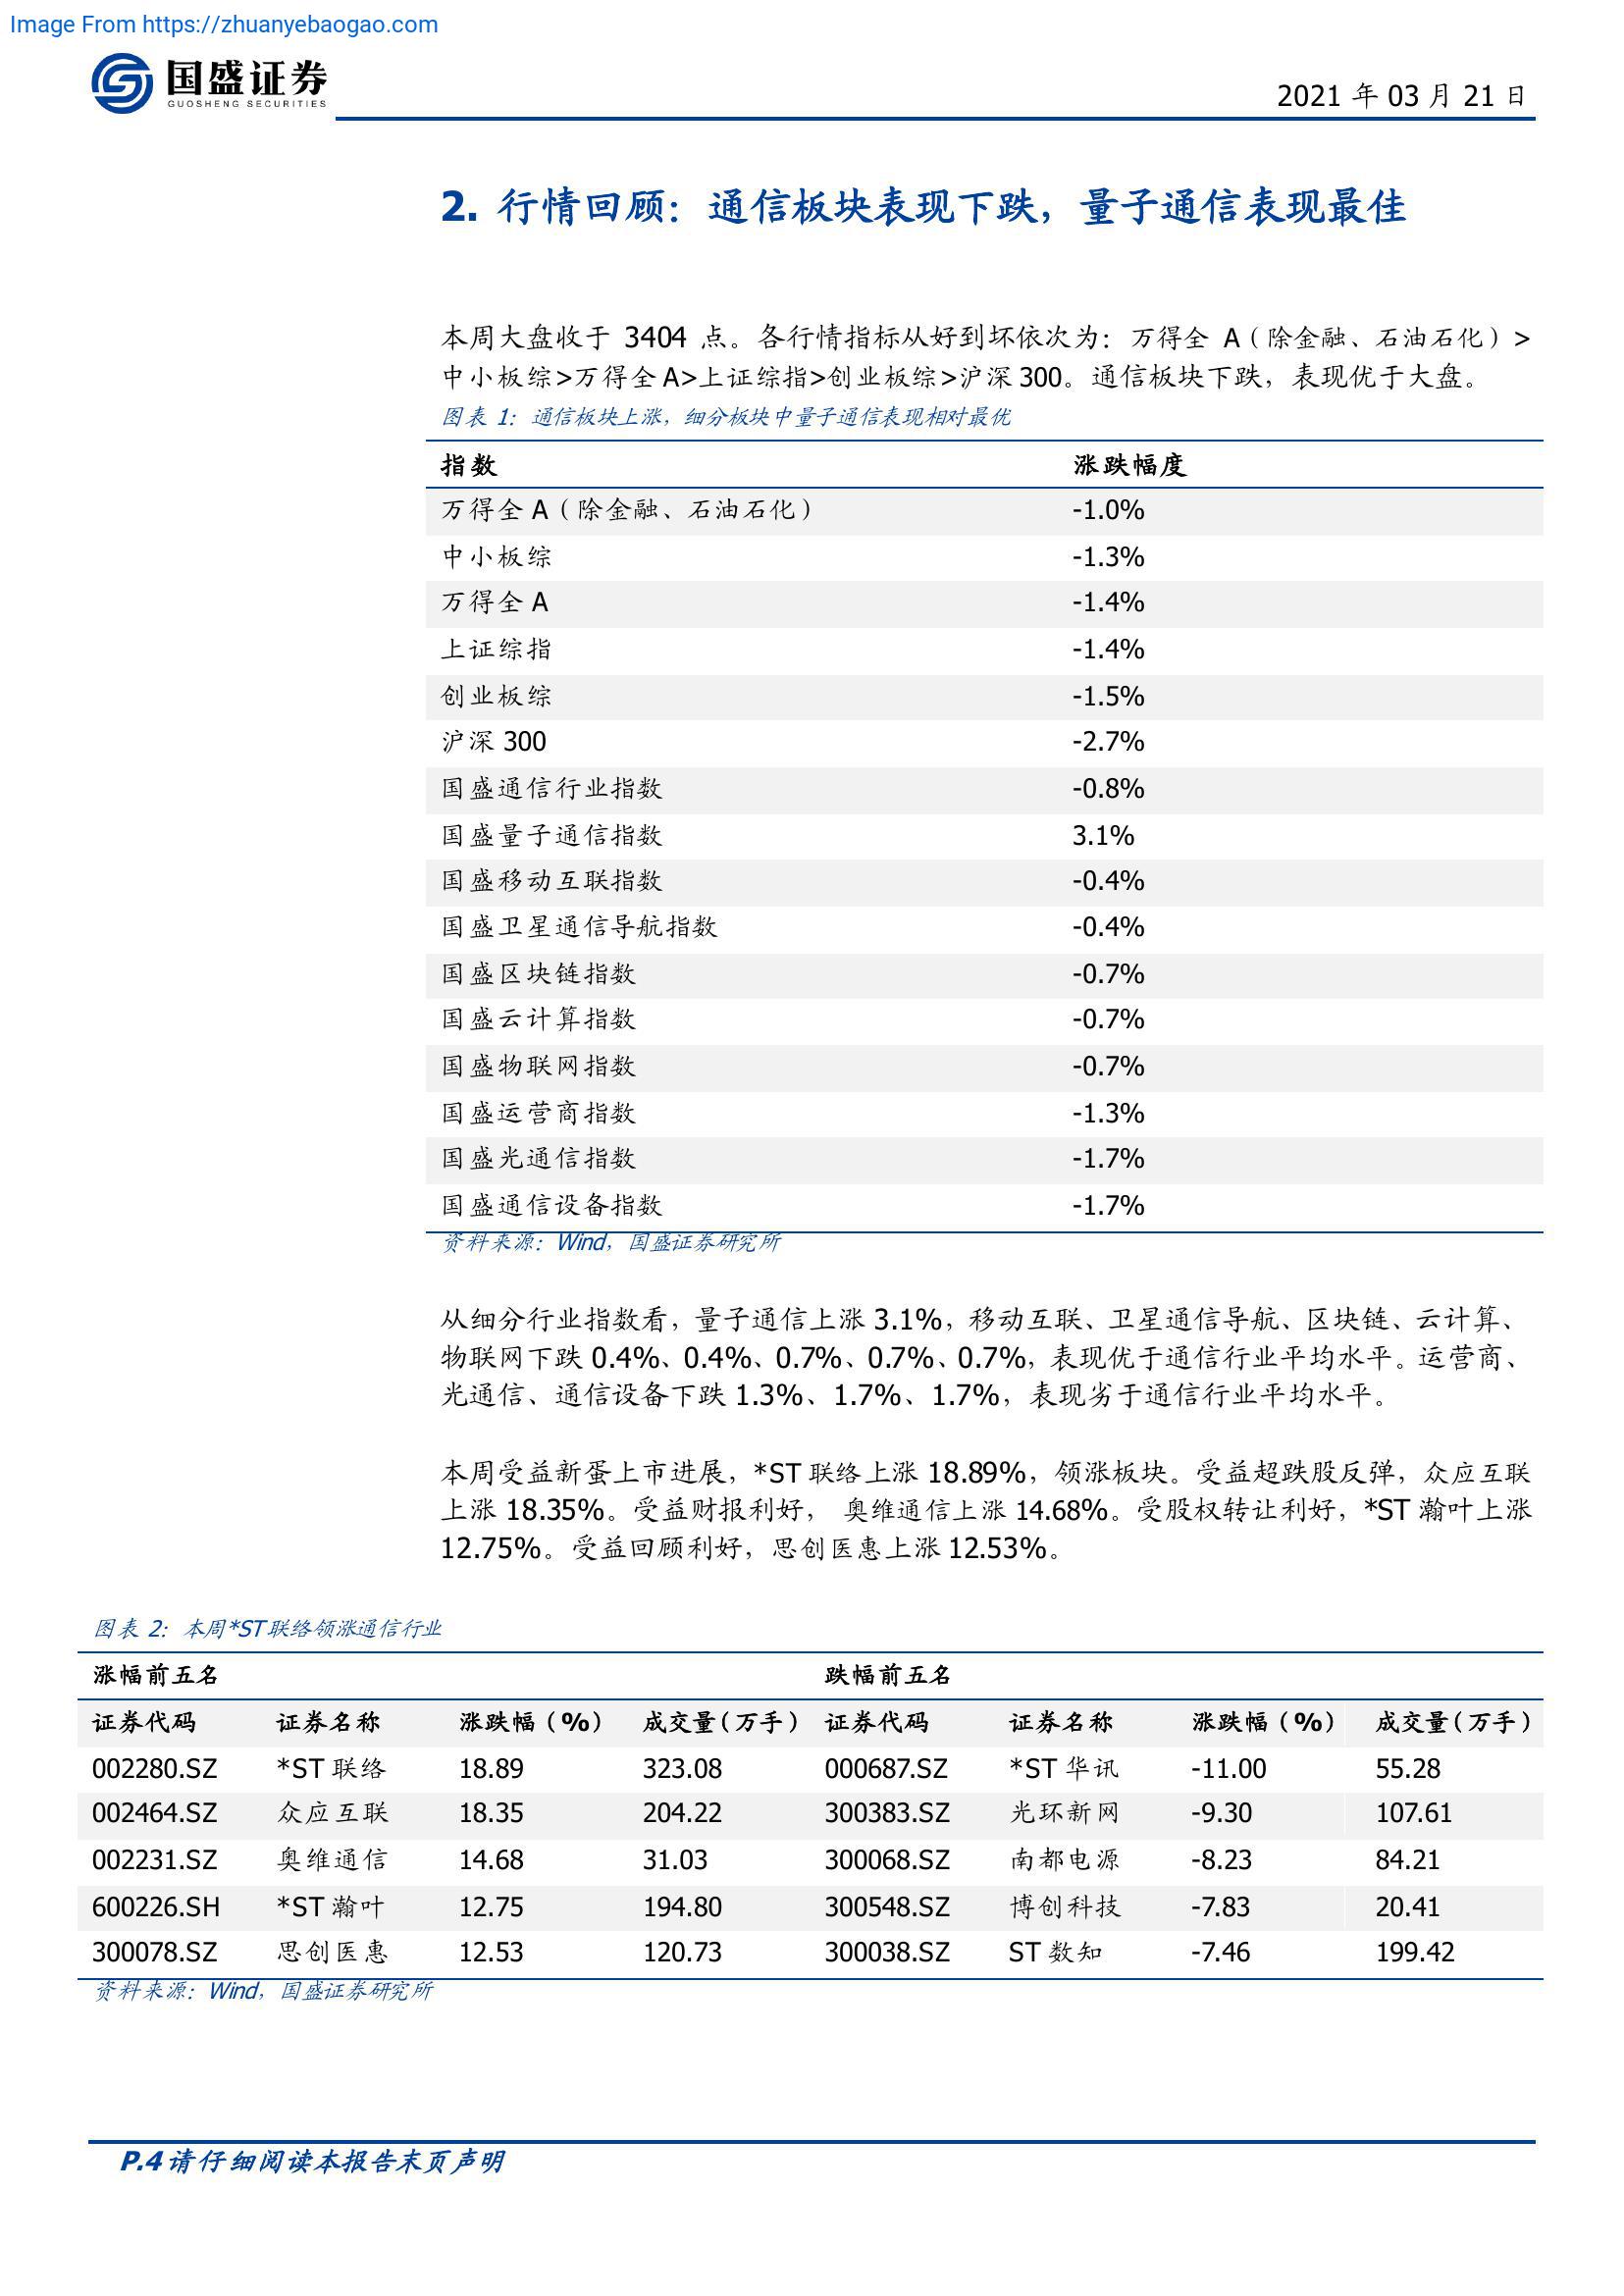 Image From https://zhuanyebaogao.com
国盛证券
GUOSHENG SECURITIES
2021 年 03 月 21 日
2. 行情回顾：通信板块表现下跌，量子通信表现最佳
本周大盘收于 3404 点。各行情指标从好到坏依次为：万得全 A（除金融、石油石化）>
中小板综>万得全 A>上证综指>创业板综>沪深 300。通信板块下跌，表现优于大盘。
图表 1：通信板块上涨，细分板块中量子通信表现相对最优
指数 涨跌幅度
万得全 A（除金融、石油石化） -1.0%
中小板综 -1.3%
万得全 A -1.4%
上证综指 -1.4%
创业板综 -1.5%
沪深 300 -2.7%
国盛通信行业指数 -0.8%
国盛量子通信指数 3.1%
国盛移动互联指数 -0.4%
国盛卫星通信导航指数 -0.4%
国盛区块链指数 -0.7%
国盛云计算指数 -0.7%
国盛物联网指数 -0.7%
国盛运营商指数 -1.3%
国盛光通信指数 -1.7%
国盛通信设备指数 -1.7%
资料来源：Wind，国盛证券研究所
从细分行业指数看，量子通信上涨 3.1%，移动互联、卫星通信导航、区块链、云计算、
物联网下跌 0.4%、0.4%、0.7%、0.7%、0.7%，表现优于通信行业平均水平。运营商、
光通信、通信设备下跌 1.3%、1.7%、1.7%，表现劣于通信行业平均水平。
本周受益新蛋上市进展，*ST 联络上涨 18.89%，领涨板块。受益超跌股反弹，众应互联
上涨 18.35%。受益财报利好， 奥维通信上涨 14.68%。受股权转让利好，*ST 瀚叶上涨
12.75%。受益回顾利好，思创医惠上涨 12.53%。
图表 2：本周*ST 联络领涨通信行业
涨幅前五名 跌幅前五名
证券代码 证券名称 涨跌幅（%） 成交量（万手） 证券代码 证券名称 涨跌幅（%） 成交量（万手）
002280.SZ *ST 联络 18.89 323.08 000687.SZ *ST 华讯 -11.00 55.28
002464.SZ 众应互联 18.35 204.22 300383.SZ 光环新网 -9.30 107.61
002231.SZ 奥维通信 14.68 31.03 300068.SZ 南都电源 -8.23 84.21
600226.SH *ST 瀚叶 12.75 194.80 300548.SZ 博创科技 -7.83 20.41
300078.SZ 思创医惠 12.53 120.73 300038.SZ ST 数知 -7.46 199.42
资料来源：Wind，国盛证券研究所
P.4 请仔细阅读本报告末页声明